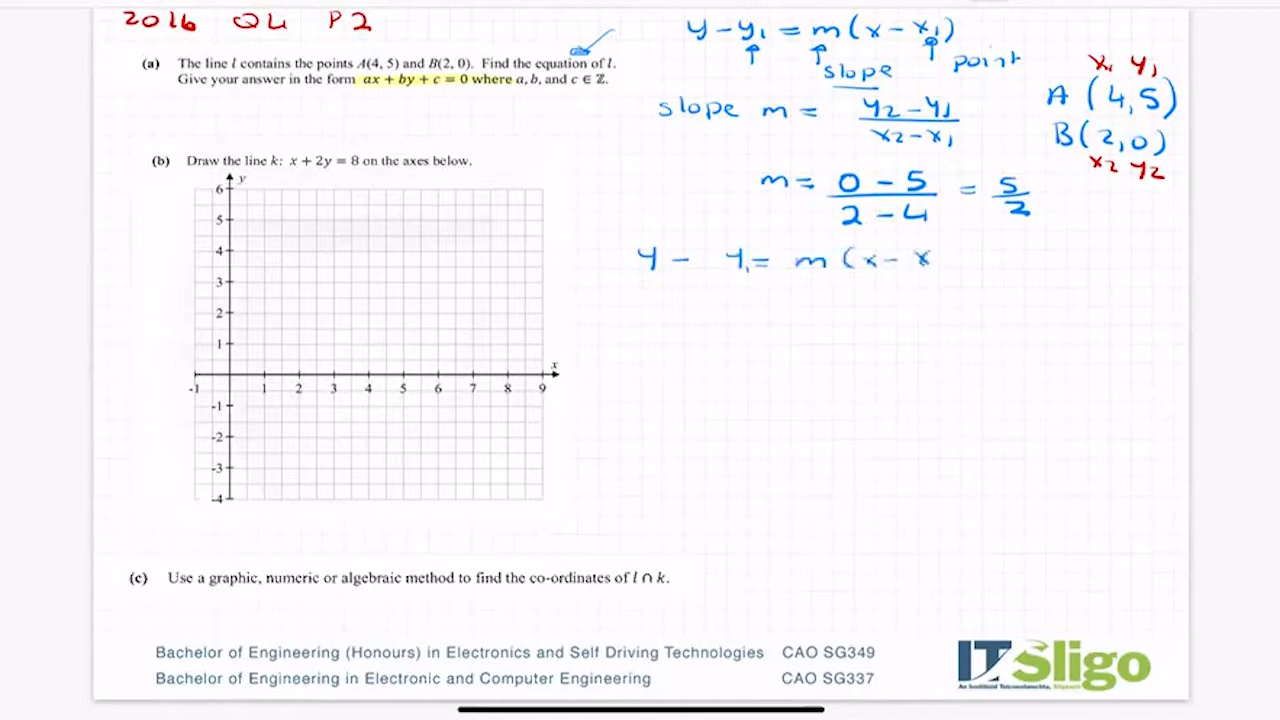 2016 Q4 P2
y - y₁ = m(x - x₁)
slope
point
(a) The line l contains the points A(4, 5) and B(2, 0). Find the equation of l.
Give your answer in the form ax + by + c = 0 where a, b, and c ∈ ℤ.
slope m = y₂ - y₁ / x₂ - x₁
x₁ y₁
A (4,5)
B(2,0)
x₂ y₂
m = 0 - 5 / 2 - 4 = 5/2
y - y₁ = m (x - x
(b) Draw the line k: x + 2y = 8 on the axes below.
y
6
5
4
3
2
1
x
-1 1 2 3 4 5 6 7 8 9
-1
-2
-3
-4
(c) Use a graphic, numeric or algebraic method to find the co-ordinates of l ∩ k.
Bachelor of Engineering (Honours) in Electronics and Self Driving Technologies CAO SG349
Bachelor of Engineering in Electronic and Computer Engineering CAO SG337
IT Sligo